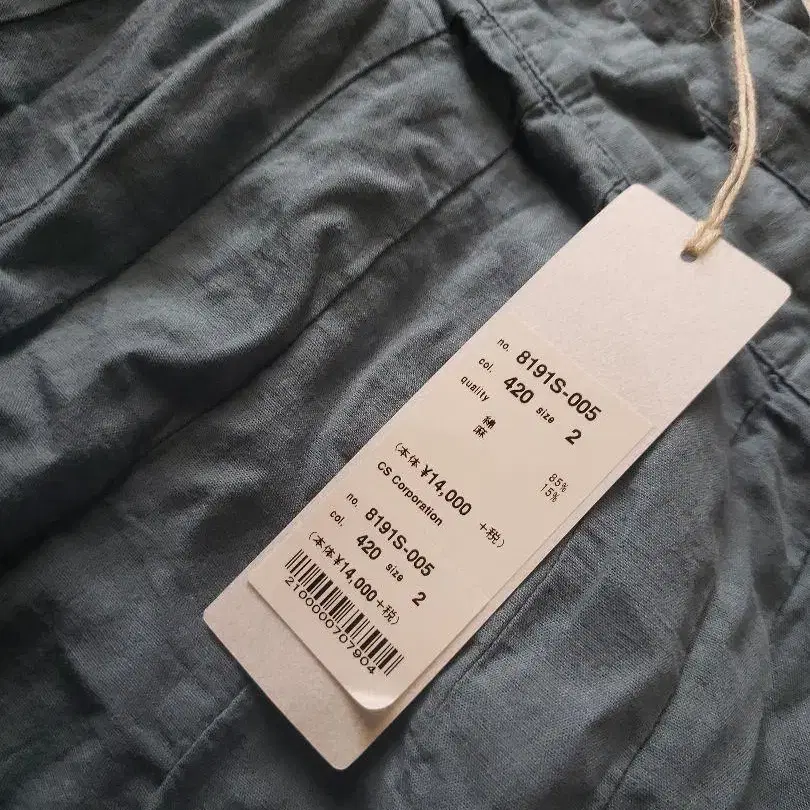 no. 8191S-005
col. 420 size 2
quality
綿 85%
麻 15%
(本体 ¥14,000 +税)
CS Corporation
no. 8191S-005
col. 420 size 2
(本体¥14,000+税)
2100000707904